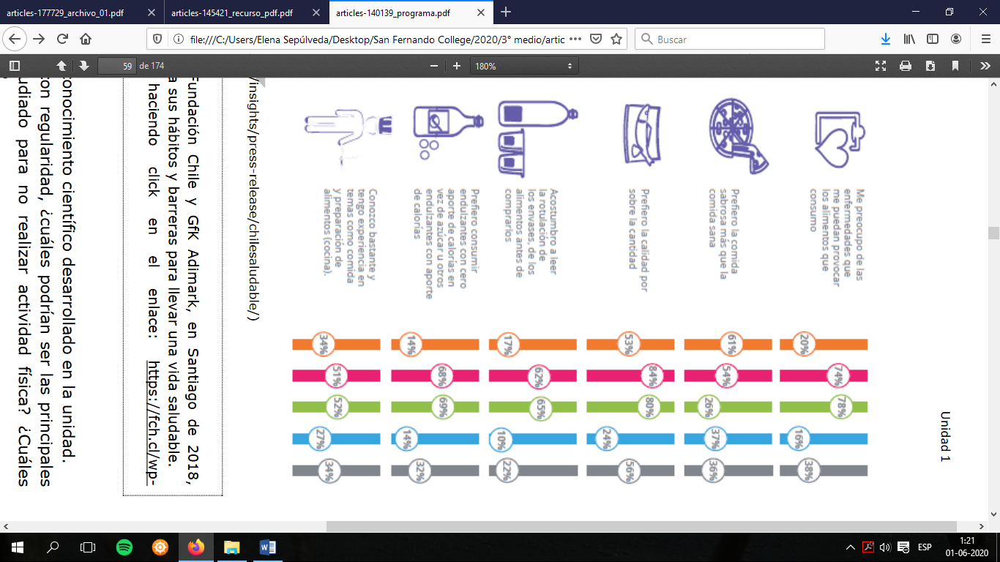 articles-177729_archivo_01.pdf
articles-145421_recurso_pdf.pdf
articles-140139_programa.pdf
file:///C:/Users/Elena Sepúlveda/Desktop/San Fernando College/2020/3° medio/artic
Buscar
59 de 174
180%
Unidad 1
Me preocupo de las
enfermedades que
me puedan provocar
los alimentos que
consumo
20% 74% 78% 16% 38%
Prefiero la comida
sabrosa más que la
comida sana
61% 54% 26% 37% 36%
Prefiero la calidad por
sobre la cantidad
53% 84% 80% 24% 56%
Acostumbro a leer
la rotulación de
los envases, de los
alimentos antes de
comprarlos
17% 62% 65% 10% 22%
Prefiero consumir
endulzantes con cero
aporte de calorías en
vez de azúcar u otros
endulzantes con aporte
de calorías
14% 68% 69% 14% 32%
Conozco bastante y
tengo experiencia en
temas como comida
y preparación de
alimentos (cocina).
34% 51% 52% 27% 34%
/insights/press-release/chilesaludable/)
Fundación Chile y GfK Adimark, en Santiago de 2018,
a sus hábitos y barreras para llevar una vida saludable.
haciendo click en el enlace: https://fch.cl/wp-
conocimiento científico desarrollado en la unidad.
con regularidad, ¿cuáles podrían ser las principales
udiado para no realizar actividad física? ¿Cuáles
ESP
1:21
01-06-2020